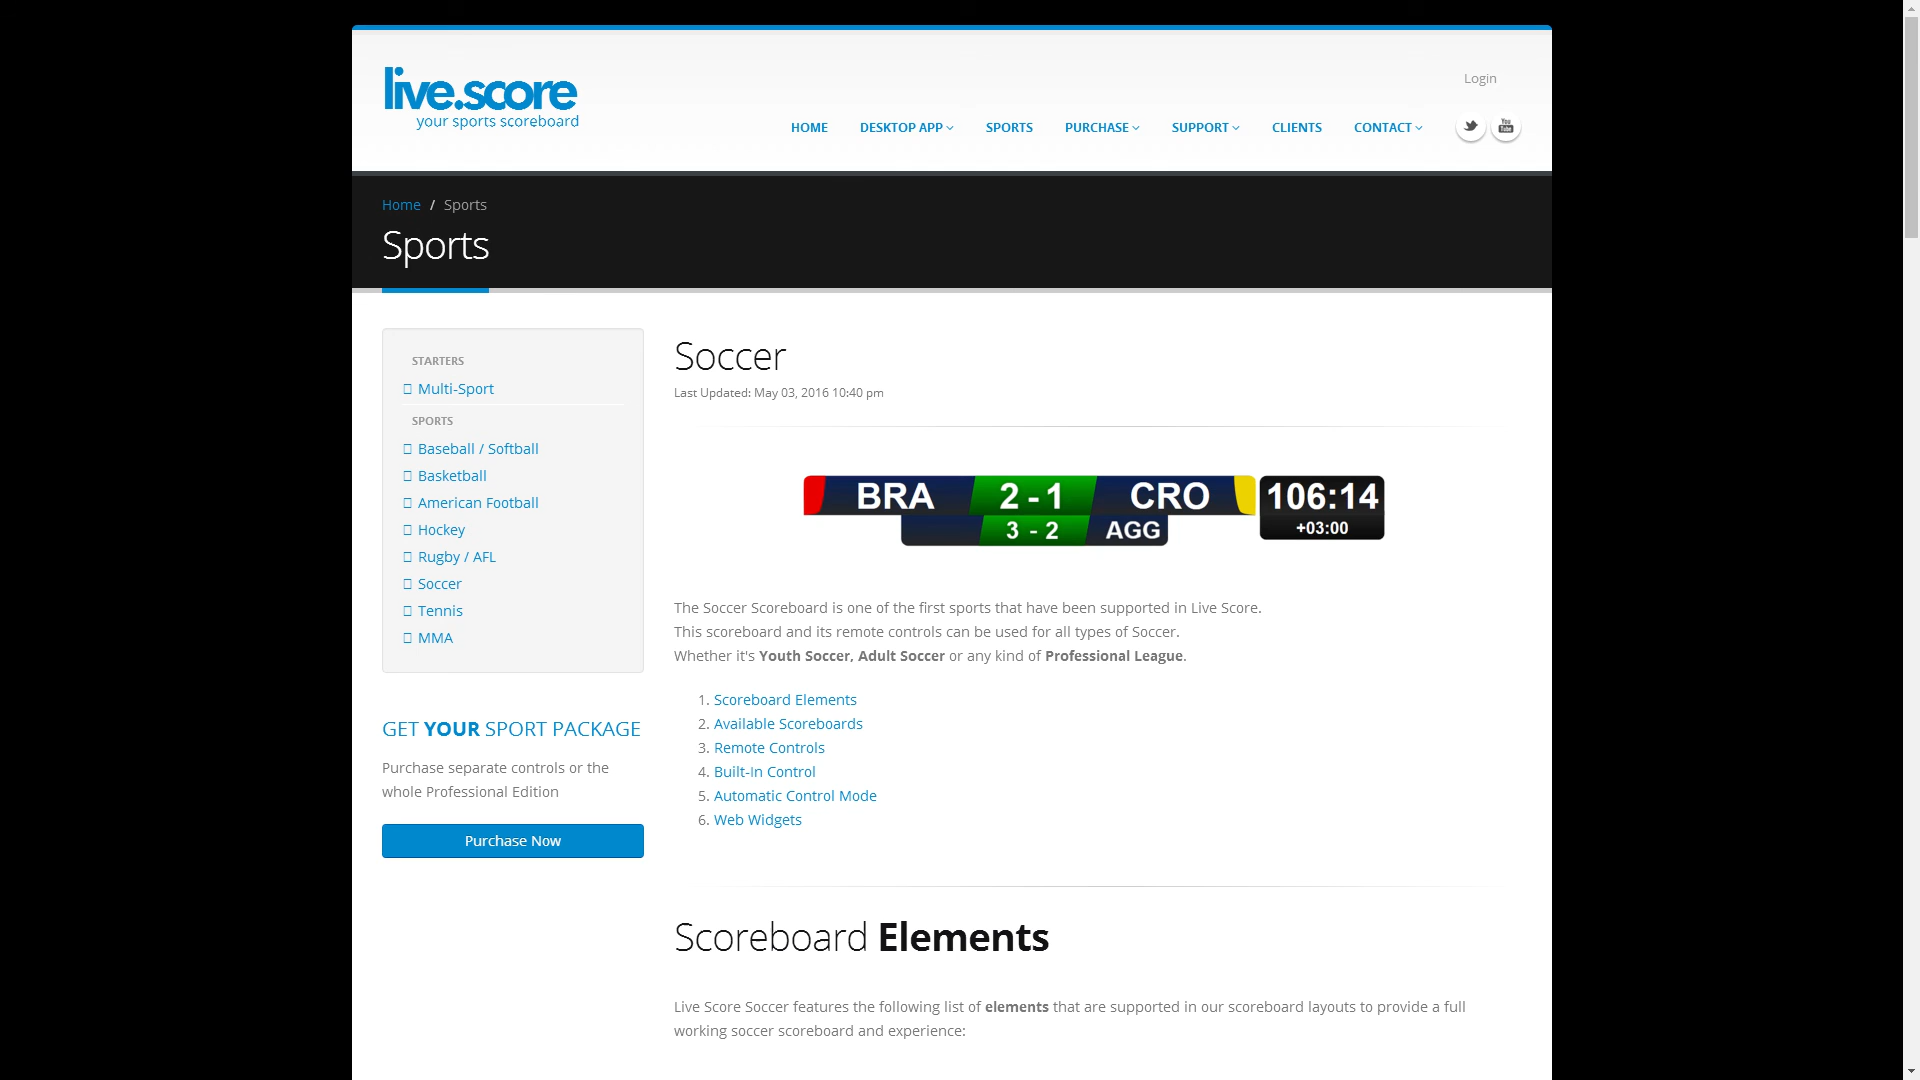 live.score
your sports scoreboard
Login
HOME
DESKTOP APP
SPORTS
PURCHASE
SUPPORT
CLIENTS
CONTACT
You
Tube
Home / Sports
Sports
STARTERS
Multi-Sport
SPORTS
Baseball / Softball
Basketball
American Football
Hockey
Rugby / AFL
Soccer
Tennis
MMA
GET YOUR SPORT PACKAGE
Purchase separate controls or the
whole Professional Edition
Purchase Now
Soccer
Last Updated: May 03, 2016 10:40 pm
BRA 2-1 CRO 106:14
3 - 2 AGG +03:00
The Soccer Scoreboard is one of the first sports that have been supported in Live Score.
This scoreboard and its remote controls can be used for all types of Soccer.
Whether it's Youth Soccer, Adult Soccer or any kind of Professional League.
1. Scoreboard Elements
2. Available Scoreboards
3. Remote Controls
4. Built-In Control
5. Automatic Control Mode
6. Web Widgets
Scoreboard Elements
Live Score Soccer features the following list of elements that are supported in our scoreboard layouts to provide a full
working soccer scoreboard and experience: